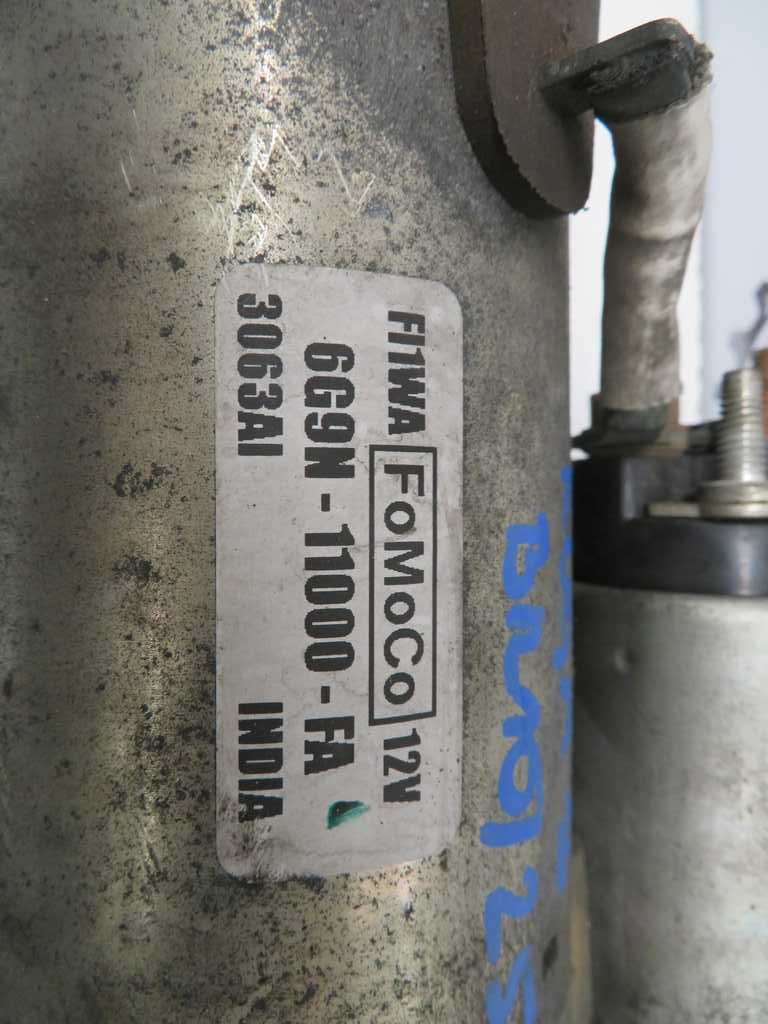 FI1WA FoMoCo 12V
6G9N-11000-FA
3063AI INDIA